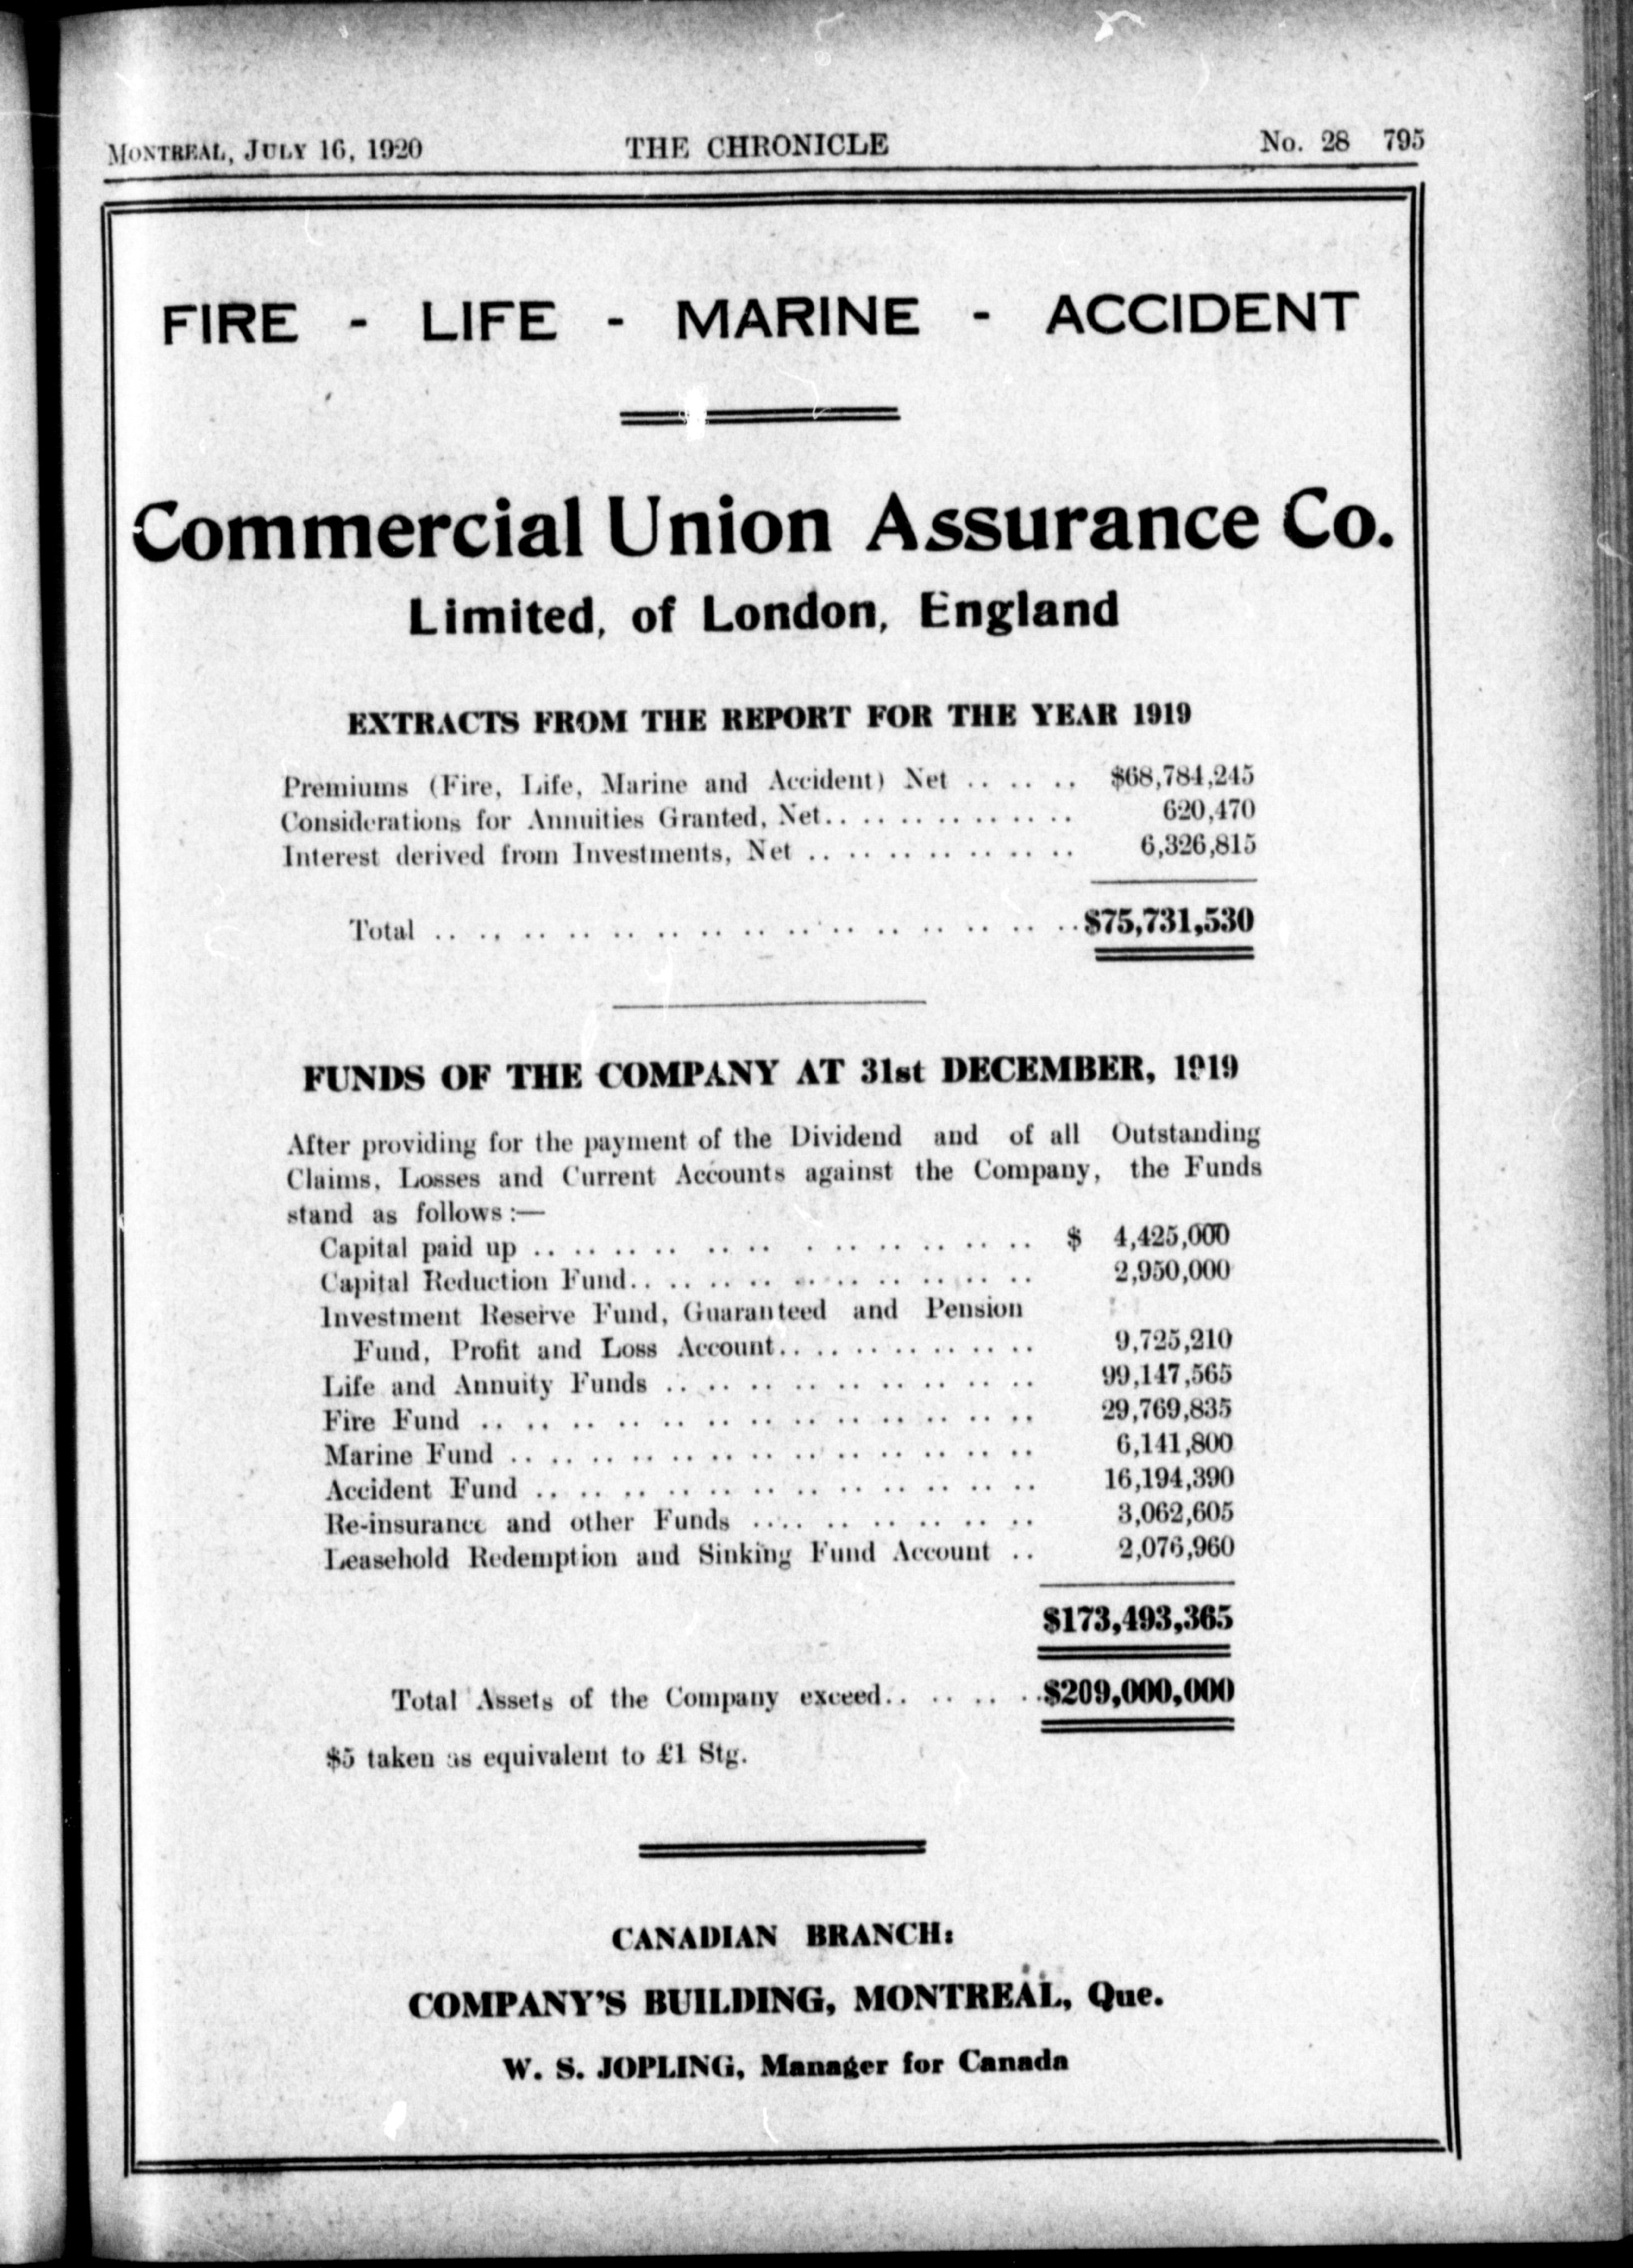 MONTREAL, JULY 16, 1920 THE CHRONICLE No. 28 795
FIRE - LIFE - MARINE - ACCIDENT
Commercial Union Assurance Co.
Limited, of London, England
EXTRACTS FROM THE REPORT FOR THE YEAR 1919
Premiums (Fire, Life, Marine and Accident) Net .. .. .. $68,784,245
Considerations for Annuities Granted, Net.. .. .. .. .. .. .. 620,470
Interest derived from Investments, Net .. .. .. .. .. .. .. 6,326,815
Total .. .. .. .. .. .. .. .. .. .. .. .. .. .. .. $75,731,530
FUNDS OF THE COMPANY AT 31st DECEMBER, 1919
After providing for the payment of the Dividend and of all Outstanding
Claims, Losses and Current Accounts against the Company, the Funds
stand as follows:—
Capital paid up .. .. .. .. .. .. .. .. .. .. .. .. $ 4,425,000
Capital Reduction Fund.. .. .. .. .. .. .. .. .. .. 2,950,000
Investment Reserve Fund, Guaranteed and Pension
Fund, Profit and Loss Account.. .. .. .. .. .. .. 9,725,210
Life and Annuity Funds .. .. .. .. .. .. .. .. .. 99,147,565
Fire Fund .. .. .. .. .. .. .. .. .. .. .. .. .. 29,769,835
Marine Fund .. .. .. .. .. .. .. .. .. .. .. .. .. 6,141,800
Accident Fund .. .. .. .. .. .. .. .. .. .. .. .. 16,194,390
Re-insurance and other Funds .. .. .. .. .. .. .. 3,062,605
Leasehold Redemption and Sinking Fund Account .. 2,076,960
$173,493,365
Total Assets of the Company exceed.. .. .. .. $209,000,000
$5 taken as equivalent to £1 Stg.
CANADIAN BRANCH:
COMPANY'S BUILDING, MONTREAL, Que.
W. S. JOPLING, Manager for Canada